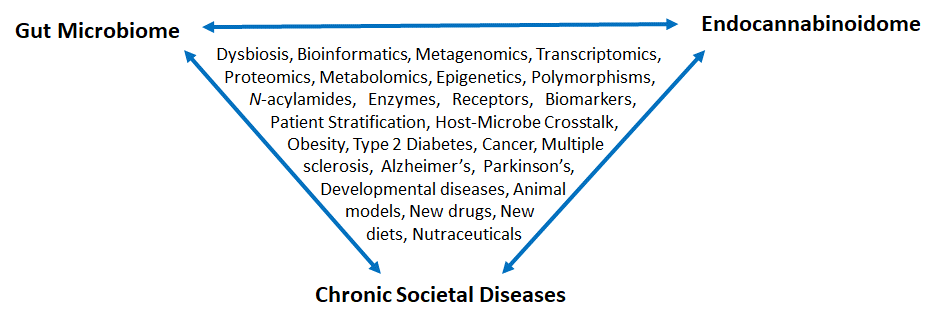 Gut Microbiome
Endocannabinoidome
Dysbiosis, Bioinformatics, Metagenomics, Transcriptomics,
Proteomics, Metabolomics, Epigenetics, Polymorphisms,
N-acylamides, Enzymes, Receptors, Biomarkers,
Patient Stratification, Host-Microbe Crosstalk,
Obesity, Type 2 Diabetes, Cancer, Multiple
sclerosis, Alzheimer’s, Parkinson’s,
Developmental diseases, Animal
models, New drugs, New
diets, Nutraceuticals
Chronic Societal Diseases